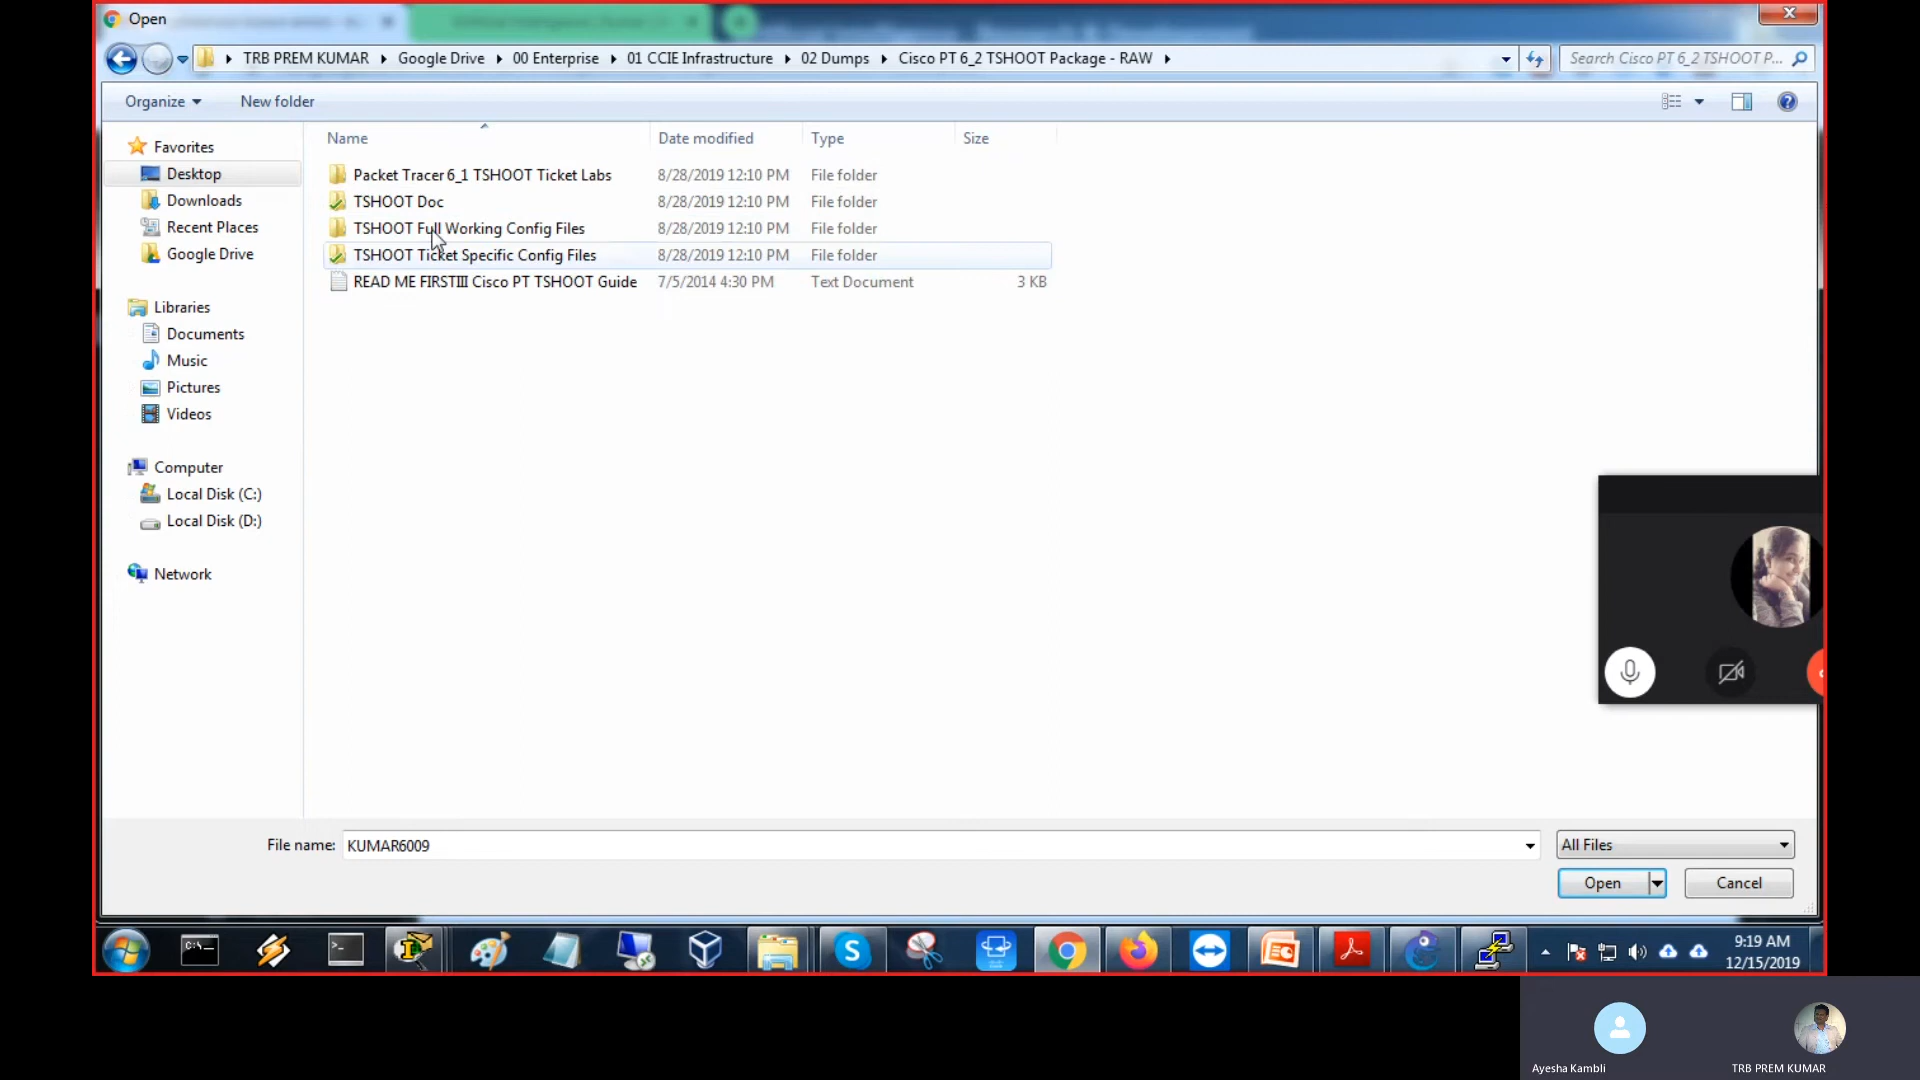 Open
TRB PREM KUMAR Google Drive 00 Enterprise 01 CCIE Infrastructure 02 Dumps Cisco PT 6_2 TSHOOT Package - RAW
Search Cisco PT 6_2 TSHOOT P...
Organize New folder
Name Date modified Type Size
Packet Tracer 6_1 TSHOOT Ticket Labs 8/28/2019 12:10 PM File folder
TSHOOT Doc 8/28/2019 12:10 PM File folder
TSHOOT Full Working Config Files 8/28/2019 12:10 PM File folder
TSHOOT Ticket Specific Config Files 8/28/2019 12:10 PM File folder
READ ME FIRSTIII Cisco PT TSHOOT Guide 7/5/2014 4:30 PM Text Document 3 KB
Favorites
Desktop
Downloads
Recent Places
Google Drive
Libraries
Documents
Music
Pictures
Videos
Computer
Local Disk (C:)
Local Disk (D:)
Network
File name: KUMAR6009 All Files
Open Cancel
9:19 AM
12/15/2019
Ayesha Kambli TRB PREM KUMAR